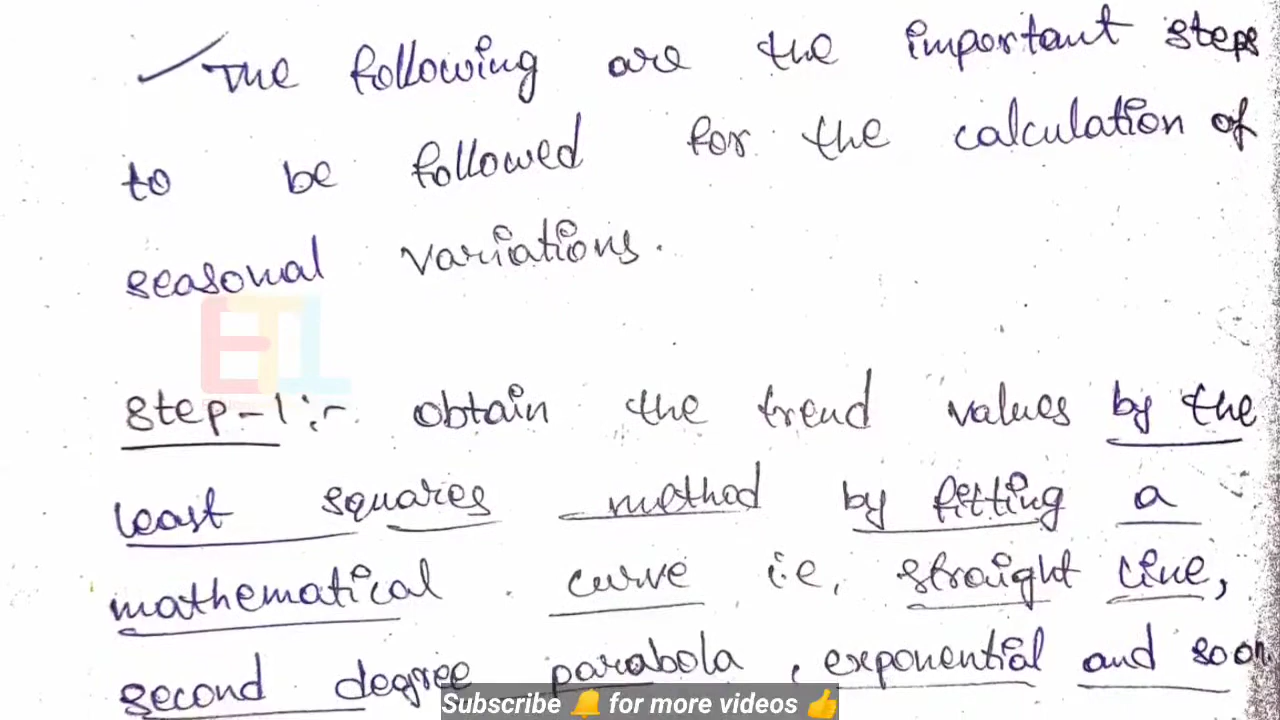 The following are the important steps
to be followed for the calculation of
seasonal variations.
Step-1:- obtain the trend values by the
least squares method by fitting a
mathematical curve i.e, straight line,
second degree parabola, exponential and soon
Subscribe 🔔 for more videos 👍